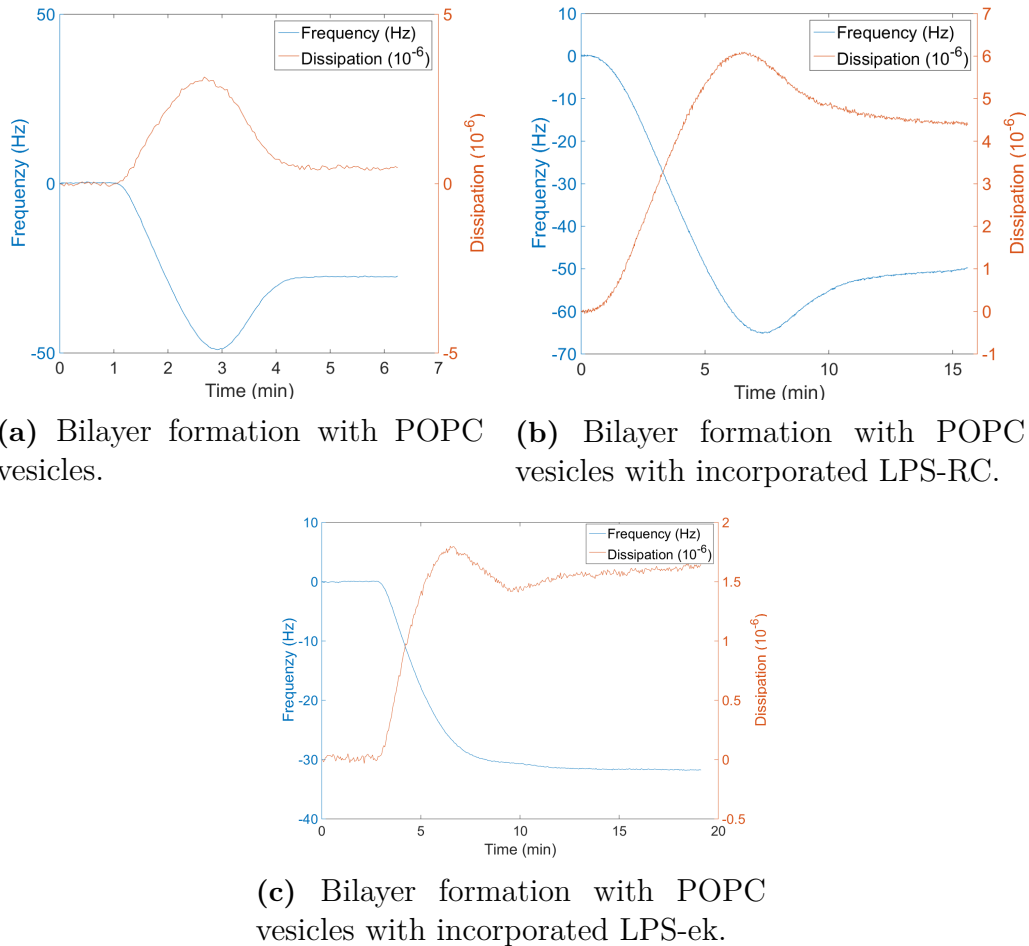 50
0
-50
Frequenzy (Hz)
Frequency (Hz)
Dissipation (10-6)
5
0
-5
Dissipation (10-6)
0 1 2 3 4 5 6 7
Time (min)
(a) Bilayer formation with POPC
vesicles.
10
0
-10
-20
-30
-40
-50
-60
-70
Frequenzy (Hz)
Frequency (Hz)
Dissipation (10-6)
7
6
5
4
3
2
1
0
-1
Dissipation (10-6)
0 5 10 15
Time (min)
(b) Bilayer formation with POPC
vesicles with incorporated LPS-RC.
10
0
-10
-20
-30
-40
Frequenzy (Hz)
Frequency (Hz)
Dissipation (10-6)
2
1.5
1
0.5
0
-0.5
Dissipation (10-6)
0 5 10 15 20
Time (min)
(c) Bilayer formation with POPC
vesicles with incorporated LPS-ek.